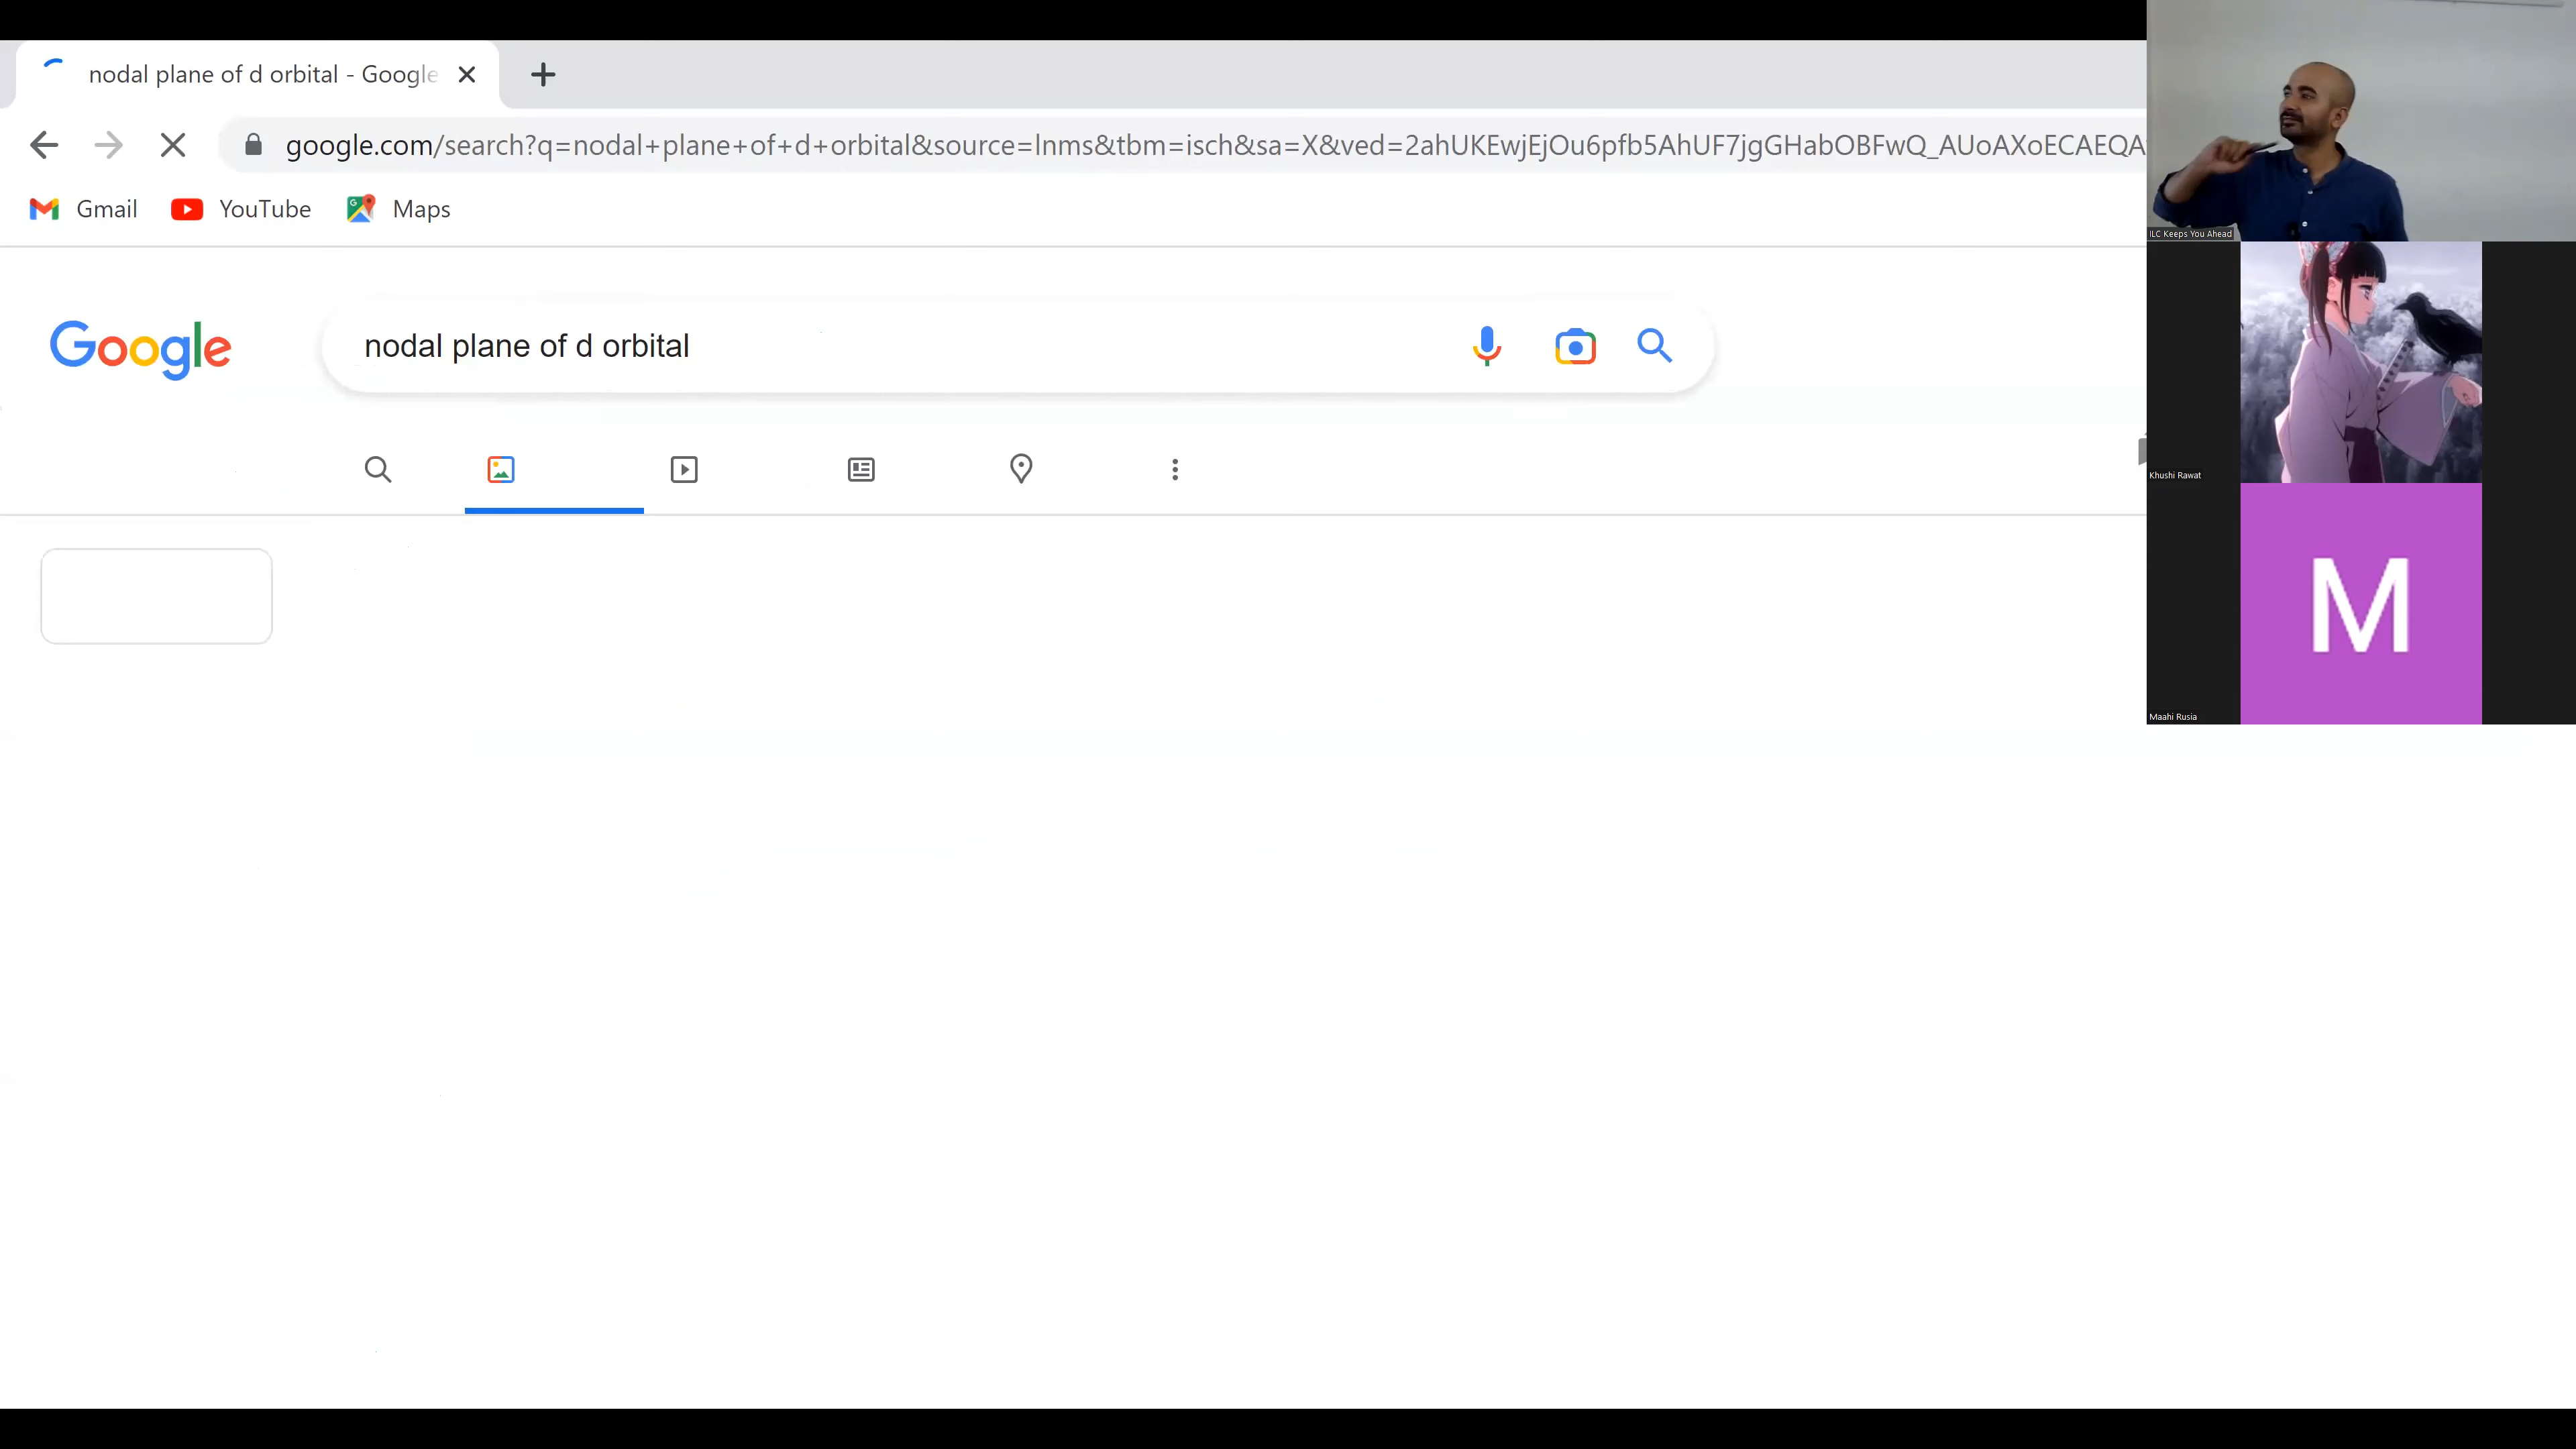 nodal plane of d orbital - Google
google.com/search?q=nodal+plane+of+d+orbital&source=lnms&tbm=isch&sa=X&ved=2ahUKEwjEjOu6pfb5AhUF7jgGHabOBFwQ_AUoAXoECAEQA
Gmail YouTube Maps
Google nodal plane of d orbital
ILC Keeps You Ahead
Khushi Rawat
M
Maahi Rusia